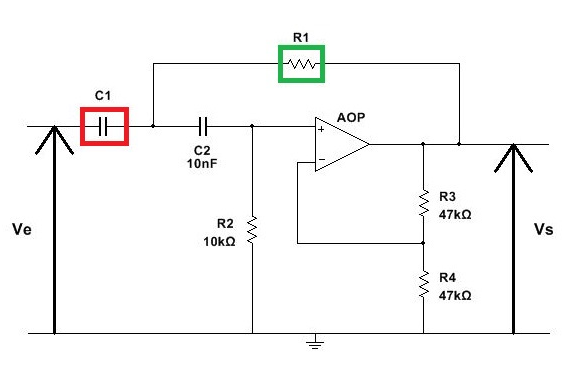 R1
C1
AOP
+
C2
10nF
−
R3
47kΩ
R2
10kΩ
Ve
Vs
R4
47kΩ